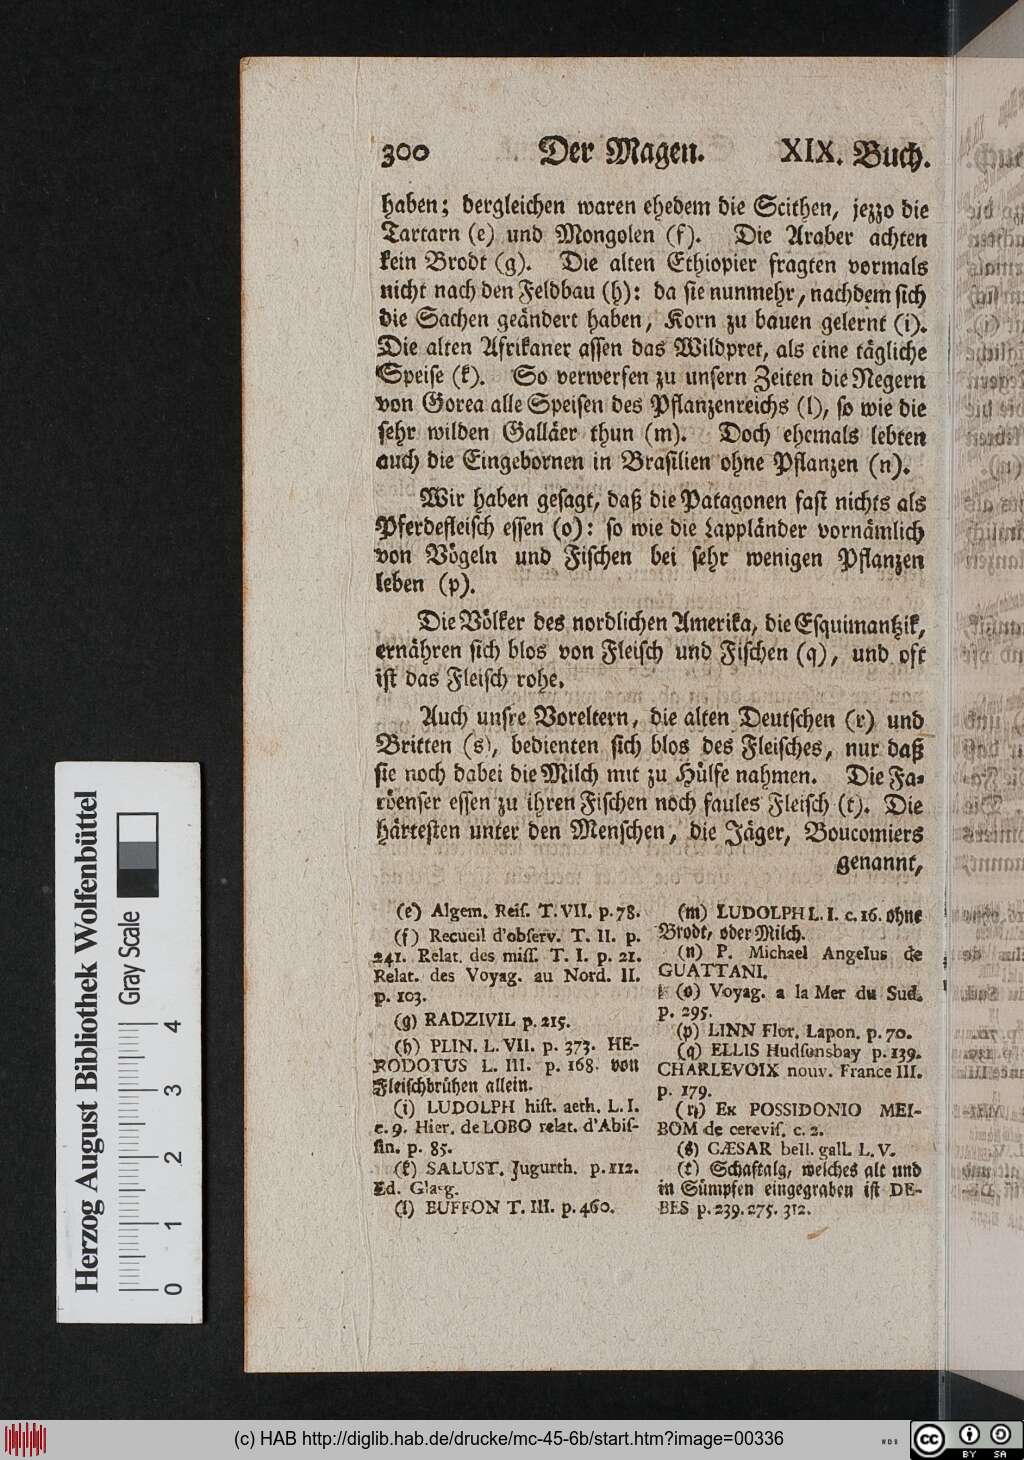 300 Der Magen. XIX. Buch.
haben; dergleichen waren ehedem die Scithen, jezzo die
Tartarn (e) und Mongolen (f). Die Araber achten
kein Brodt (g). Die alten Ethiopier fragten vormals
nicht nach den Feldbau (h): da sie nunmehr, nachdem sich
die Sachen geändert haben, Korn zu bauen gelernt (i).
Die alten Afrikaner assen das Wildpret, als eine tägliche
Speise (k). So verwerfen zu unsern Zeiten die Negern
von Gorea alle Speisen des Pflanzenreichs (l), so wie die
sehr wilden Galläer thun (m). Doch ehemals lebten
auch die Eingebornen in Brasilien ohne Pflanzen (n).
Wir haben gesagt, daß die Patagonen fast nichts als
Pferdefleisch essen (o): so wie die Lappländer vornämlich
von Vögeln und Fischen bei sehr wenigen Pflanzen
leben (p).
Die Völker des nordlichen Amerika, die Esquimantzik,
ernähren sich blos von Fleisch und Fischen (q), und oft
ist das Fleisch rohe.
Auch unsre Voreltern, die alten Deutschen (r) und
Britten (s), bedienten sich blos des Fleisches, nur daß
sie noch dabei die Milch mit zu Hülfe nahmen. Die Fa-
röenser essen zu ihren Fischen noch faules Fleisch (t). Die
härtesten unter den Menschen, die Jäger, Boucomiers
genannt,
(e) Algem. Reis. T. VII. p. 78.
(f) Recueil d'observ. T. II. p.
241. Relat. des miss. T. I. p. 21.
Relat. des Voyag. au Nord. II.
p. 103.
(g) RADZIVIL p. 215.
(h) PLIN. L. VII. p. 373. HE-
RODOTUS L. III. p. 168. von
Fleischbrühen allein.
(i) LUDOLPH hist. aeth. L. I.
c. 9. Hier. de LOBO relat. d'Abis-
sin. p. 85.
(k) SALUST. Jugurth. p. 112.
Ed. Glasg.
(l) BUFFON T. III. p. 460.
(m) LUDOLPH L. I. c. 16. ohne
Brodt, oder Milch.
(n) P. Michael Angelus de
GUATTANI.
(o) Voyag. a la Mer du Sud.
p. 295.
(p) LINN Flor. Lapon. p. 70.
(q) ELLIS Hudsonsbay p. 139.
CHARLEVOIX nouv. France III.
p. 179.
(r) Ex POSSIDONIO MEI-
BOM de cerevis. c. 2.
(s) CÆSAR bell. gall. L. V.
(t) Schaftalg, welches alt und
in Sümpfen eingegraben ist DE-
BES p. 239. 275. 312.
Herzog August Bibliothek Wolfenbüttel
Gray Scale
0 1 2 3 4
(c) HAB http://diglib.hab.de/drucke/mc-45-6b/start.htm?image=00336
cc BY SA